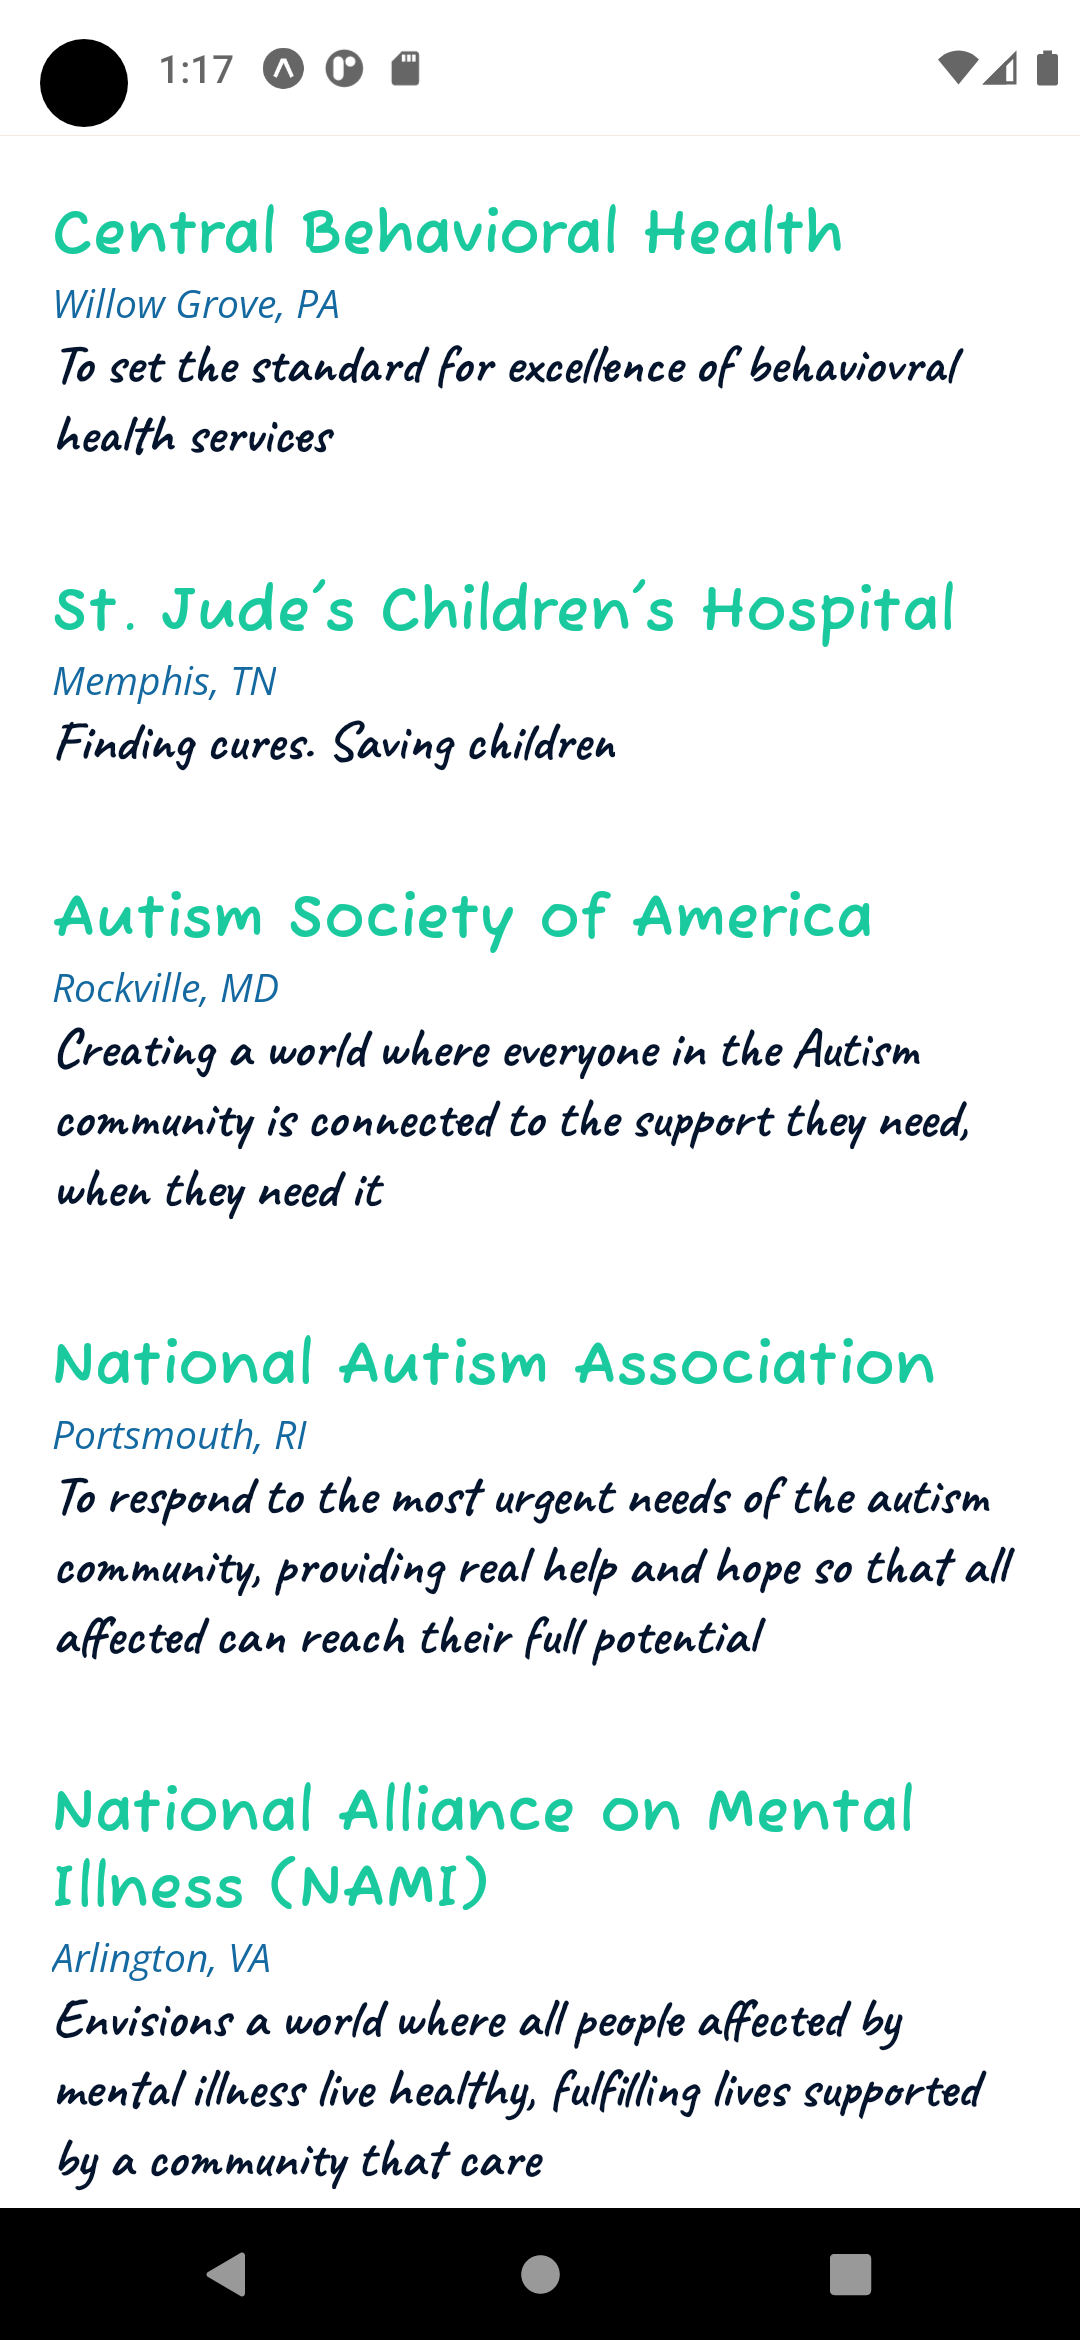 1:17
Central Behavioral Health
Willow Grove, PA
To set the standard for excellence of behaviovral
health services
St. Jude's Children's Hospital
Memphis, TN
Finding cures. Saving children
Autism Society of America
Rockville, MD
Creating a world where everyone in the Autism
community is connected to the support they need,
when they need it
National Autism Association
Portsmouth, RI
To respond to the most urgent needs of the autism
community, providing real help and hope so that all
affected can reach their full potential
National Alliance on Mental
Illness (NAMI)
Arlington, VA
Envisions a world where all people affected by
mental illness live healthy, fulfilling lives supported
by a community that care